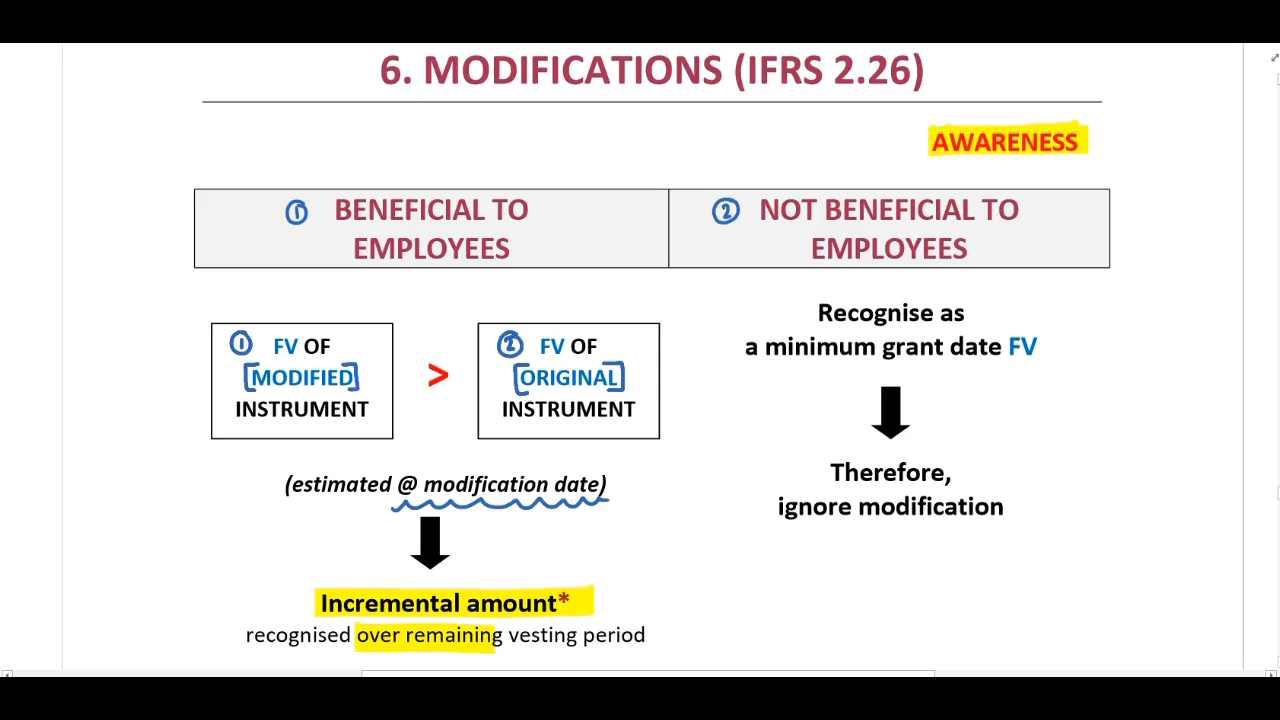 6. MODIFICATIONS (IFRS 2.26)
AWARENESS
① BENEFICIAL TO
EMPLOYEES
② NOT BENEFICIAL TO
EMPLOYEES
① FV OF
[MODIFIED]
INSTRUMENT
>
② FV OF
[ORIGINAL]
INSTRUMENT
(estimated @ modification date)
Incremental amount*
recognised over remaining vesting period
Recognise as
a minimum grant date FV
Therefore,
ignore modification